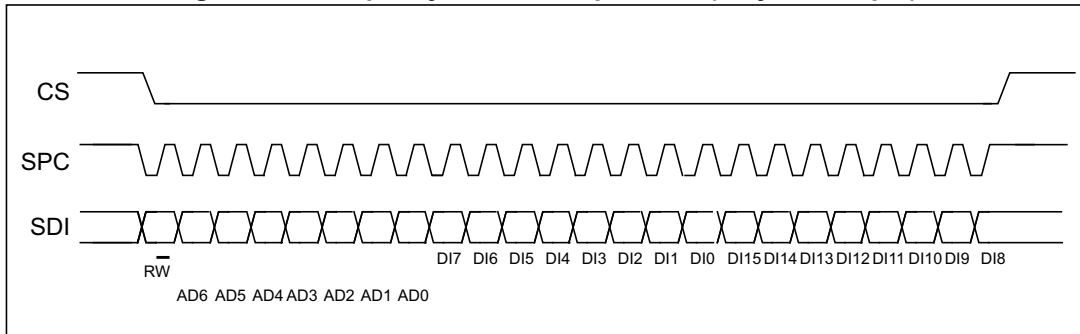 CS
SPC
SDI
DI7 DI6 DI5 DI4 DI3 DI2 DI1 DI0 DI15 DI14 DI13 DI12 DI11 DI10 DI9 DI8
RW
AD6 AD5 AD4 AD3 AD2 AD1 AD0